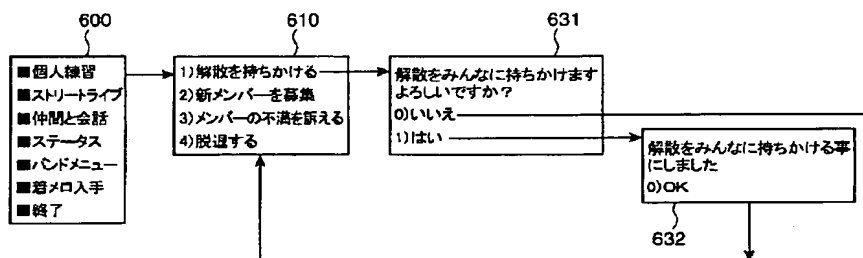 600
■個人練習
■ストリートライブ
■仲間と会話
■ステータス
■バンドメニュー
■着メロ入手
■終了
610
1)解散を持ちかける
2)新メンバーを募集
3)メンバーの不満を訴える
4)脱退する
631
解散をみんなに持ちかけます
よろしいですか?
0)いいえ
1)はい
解散をみんなに持ちかける事
にしました
0)OK
632